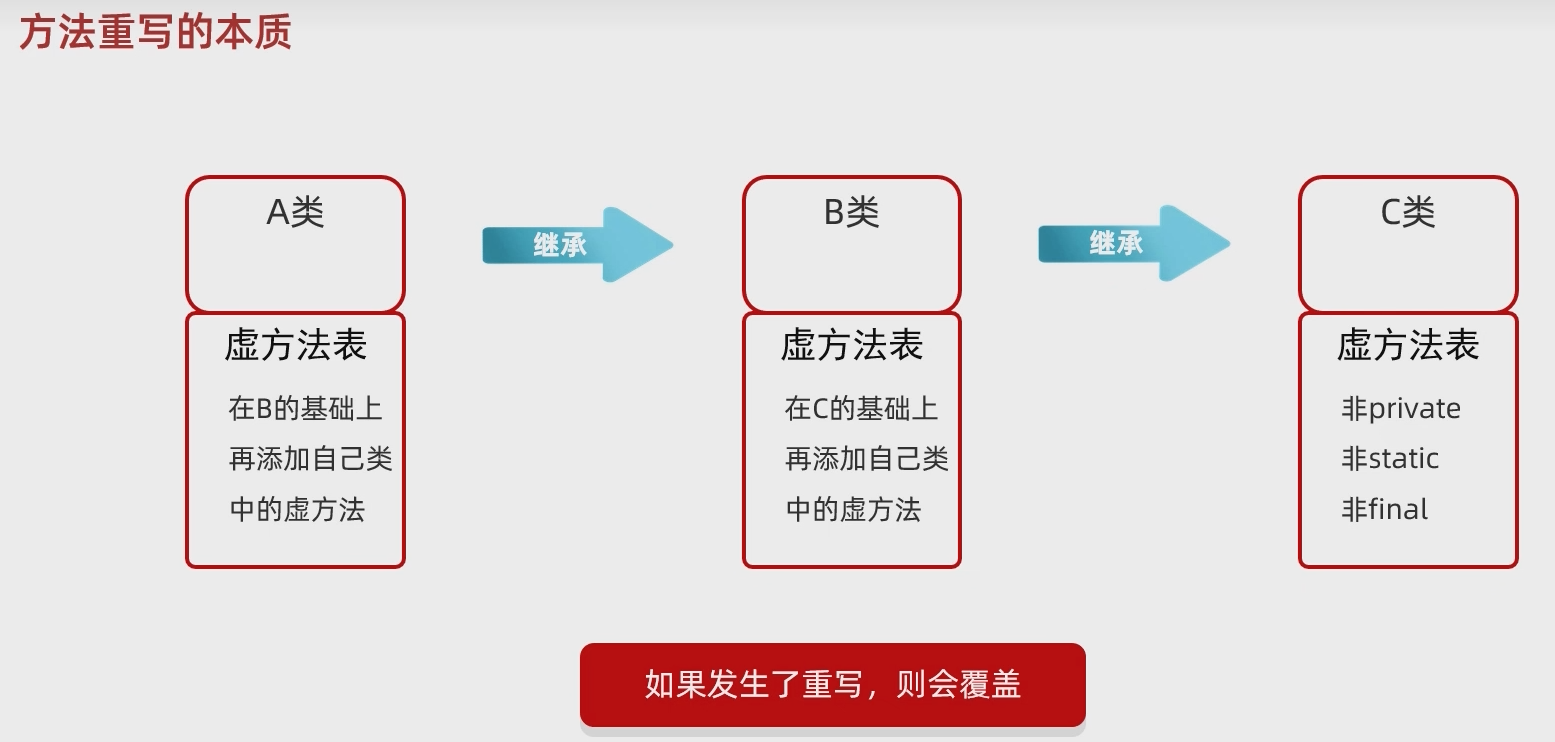 方法重写的本质
A类
继承
B类
继承
C类
虚方法表
在B的基础上
再添加自己类
中的虚方法
虚方法表
在C的基础上
再添加自己类
中的虚方法
虚方法表
非private
非static
非final
如果发生了重写，则会覆盖